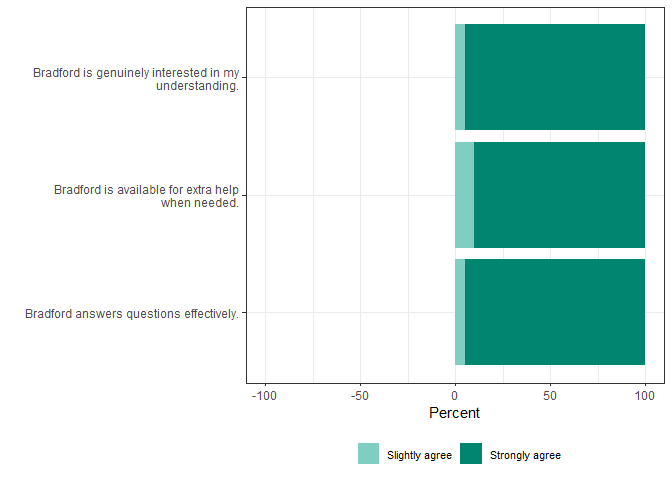 Bradford is genuinely interested in my
understanding.
Bradford is available for extra help
when needed.
Bradford answers questions effectively.
-100 -50 0 50 100
Percent
Slightly agree Strongly agree